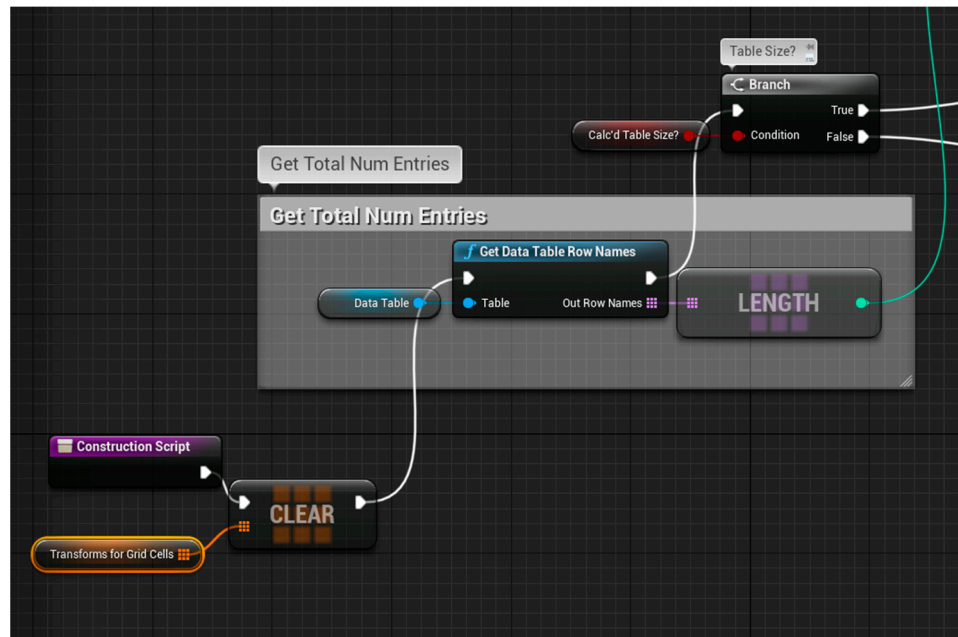 Table Size?
Branch
True
Calc'd Table Size?
Condition
False
Get Total Num Entries
Get Total Num Entries
f Get Data Table Row Names
Data Table
Table
Out Row Names
LENGTH
Construction Script
CLEAR
Transforms for Grid Cells